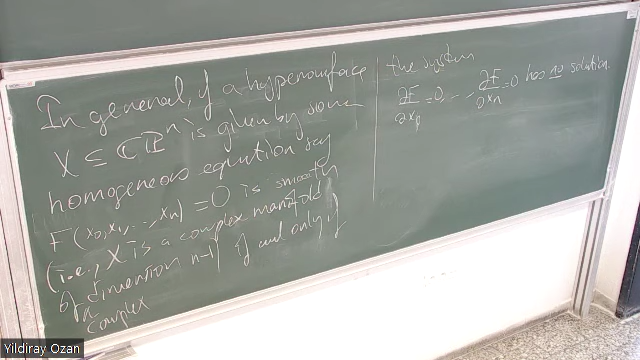 In general, if a hypersurface
X ⊆ ℂℙⁿ is given by some
homogeneous equation say
F(x₀,x₁,...,xₙ) = 0 is smooth
(i.e., X is a complex manifold
of dimension n-1) if and only if
complex
the system
∂F/∂x₀ = 0, ..., ∂F/∂xₙ = 0 has no solution.
Yildiray Ozan